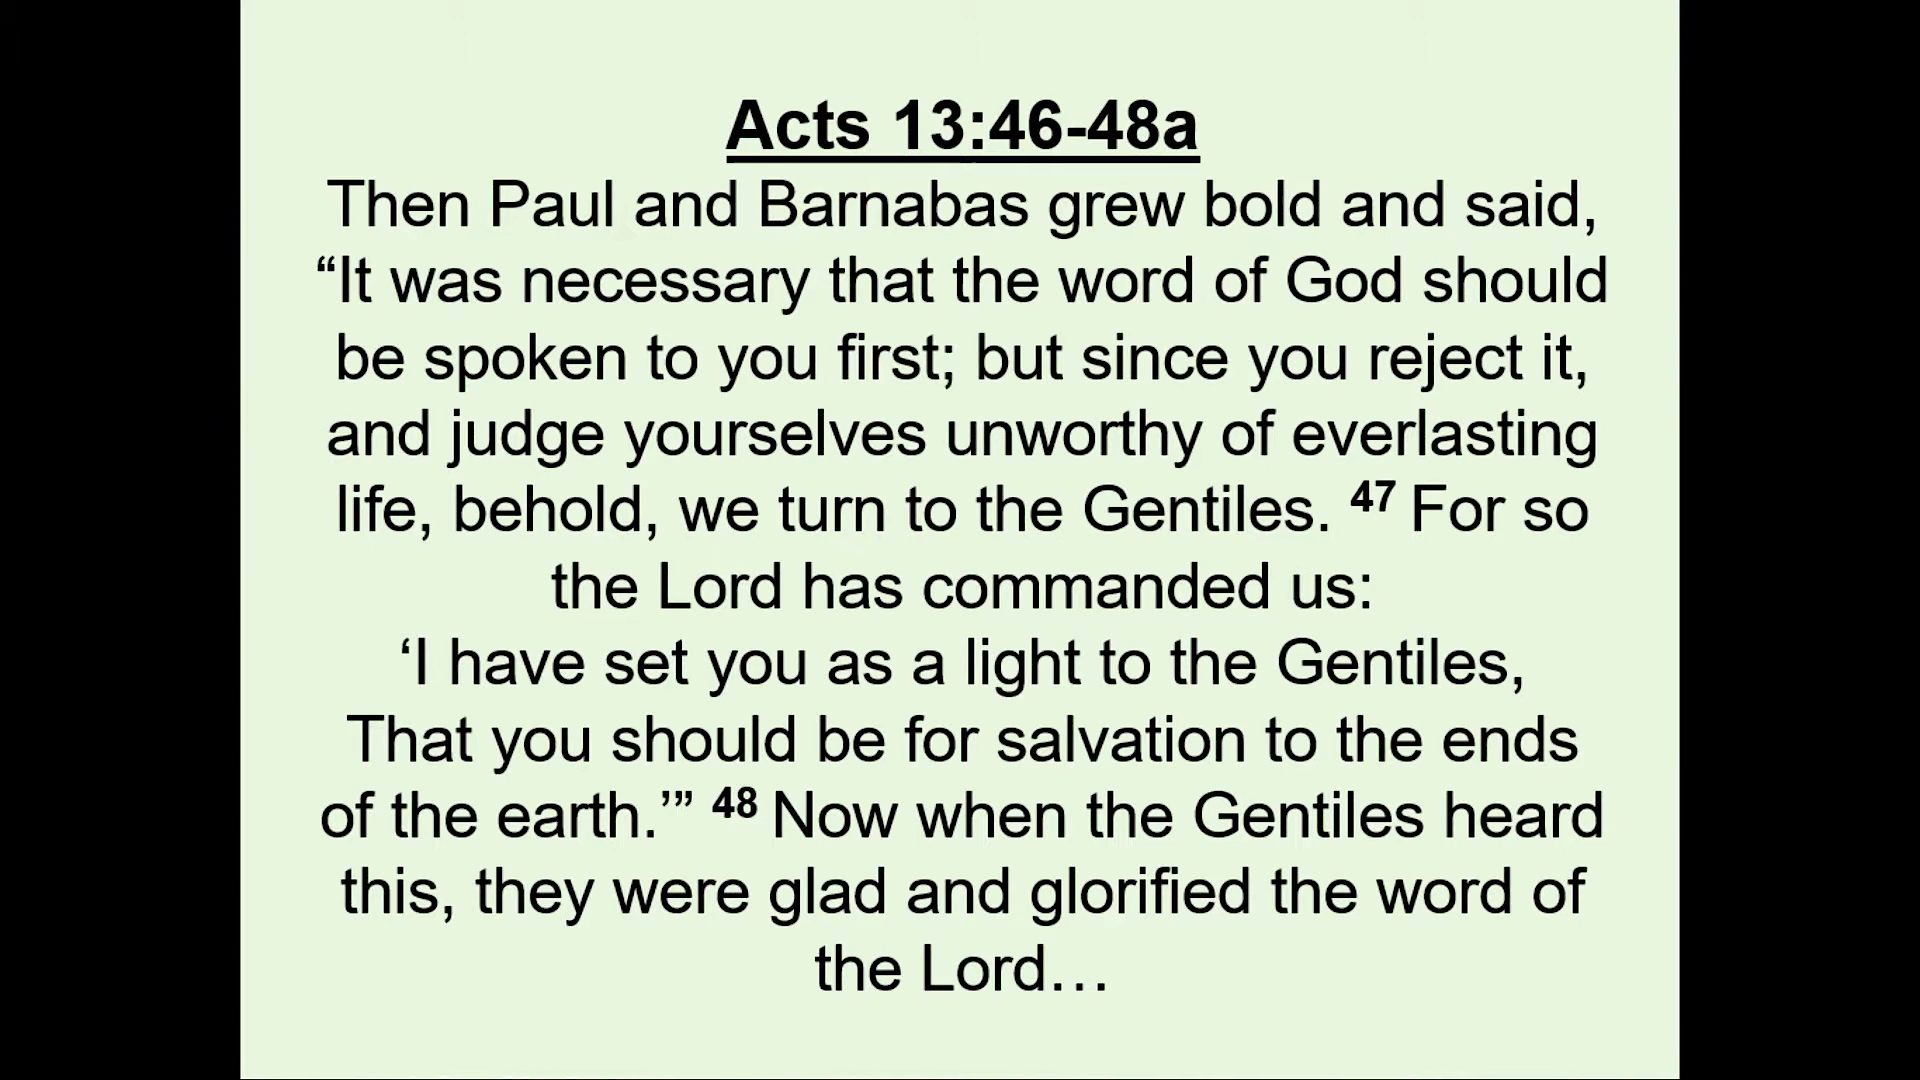 Acts 13:46-48a
Then Paul and Barnabas grew bold and said,
“It was necessary that the word of God should
be spoken to you first; but since you reject it,
and judge yourselves unworthy of everlasting
life, behold, we turn to the Gentiles. 47 For so
the Lord has commanded us:
‘I have set you as a light to the Gentiles,
That you should be for salvation to the ends
of the earth.’” 48 Now when the Gentiles heard
this, they were glad and glorified the word of
the Lord…